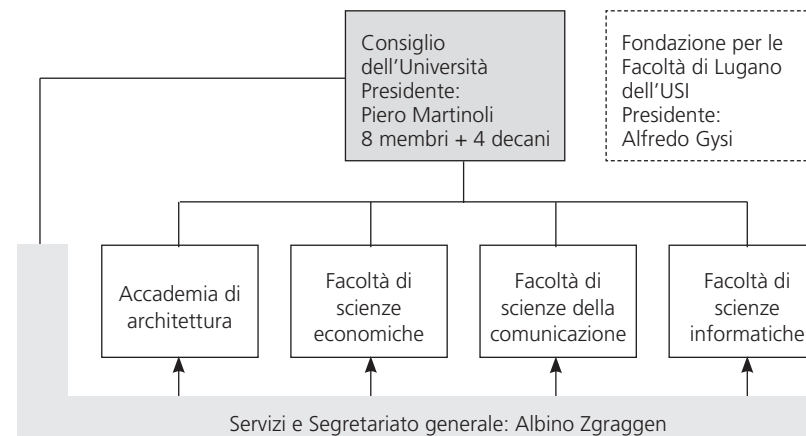 Consiglio
dell’Università
Presidente:
Piero Martinoli
8 membri + 4 decani
Fondazione per le
Facoltà di Lugano
dell’USI
Presidente:
Alfredo Gysi
Accademia di
architettura
Facoltà di
scienze
economiche
Facoltà di
scienze della
comunicazione
Facoltà di
scienze
informatiche
Servizi e Segretariato generale: Albino Zgraggen